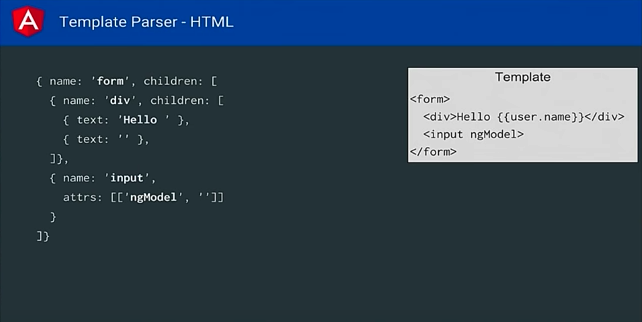 A
Template Parser - HTML
{ name: 'form', children: [
{ name: 'div', children: [
{ text: 'Hello ' },
{ text: '' },
]},
{ name: 'input',
attrs: [['ngModel', '']]
}
]}
Template
<form>
<div>Hello {{user.name}}</div>
<input ngModel>
</form>